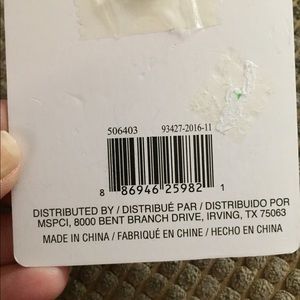 506403 93427-2016-11
8 86946 25982 1
DISTRIBUTED BY / DISTRIBUÉ PAR / DISTRIBUIDO POR
MSPCI, 8000 BENT BRANCH DRIVE, IRVING, TX 75063
MADE IN CHINA / FABRIQUÉ EN CHINE / HECHO EN CHINA